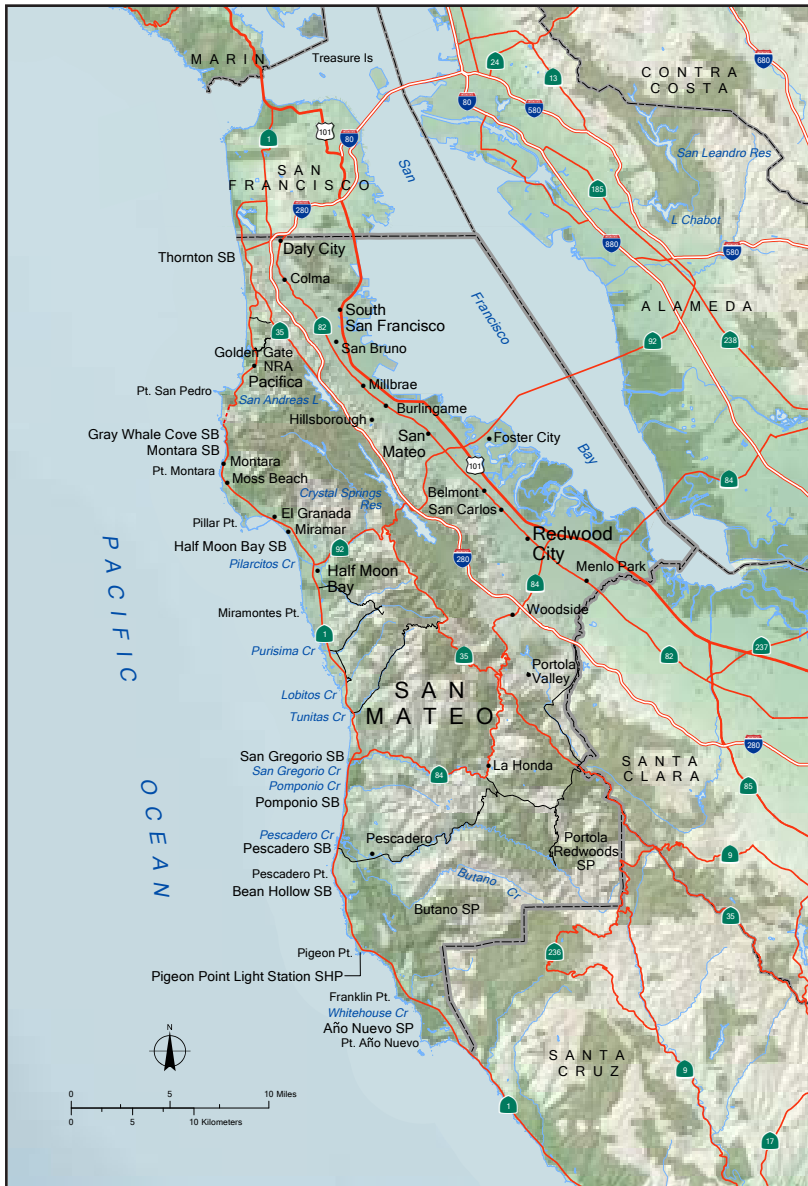 MARIN
Treasure Is
24
13
680
CONTRA
COSTA
80
580
101
1
80
San
San Leandro Res
SAN
FRANCISCO
185
280
L Chabot
880
580
Thornton SB
Daly City
Colma
Francisco
ALAMEDA
South
San Francisco
82
35
92
238
San Bruno
Golden Gate
NRA
Pacifica
Millbrae
Pt. San Pedro
San Andreas L
Burlingame
Hillsborough
San
Mateo
Foster City
Gray Whale Cove SB
Montara SB
Bay
Montara
101
Pt. Montara
Moss Beach
84
Crystal Springs
Res
Belmont
San Carlos
El Granada
Pillar Pt.
Miramar
Redwood
City
Half Moon Bay SB
92
280
Pilarcitos Cr
Half Moon
Bay
Menlo Park
84
Miramontes Pt.
Woodside
1
Purisima Cr
35
82
237
Portola
Valley
Lobitos Cr
SAN
MATEO
Tunitas Cr
280
San Gregorio SB
La Honda
SANTA
CLARA
San Gregorio Cr
84
Pomponio Cr
85
Pomponio SB
Pescadero Cr
Pescadero
Portola
Redwoods
SP
Pescadero SB
9
Pescadero Pt.
Bean Hollow SB
Butano Cr
Butano SP
35
236
Pigeon Pt.
Pigeon Point Light Station SHP
Franklin Pt.
Whitehouse Cr
Año Nuevo SP
Pt. Año Nuevo
SANTA
CRUZ
9
1
17
PACIFIC
OCEAN
N
0 5 10 Miles
0 5 10 Kilometers